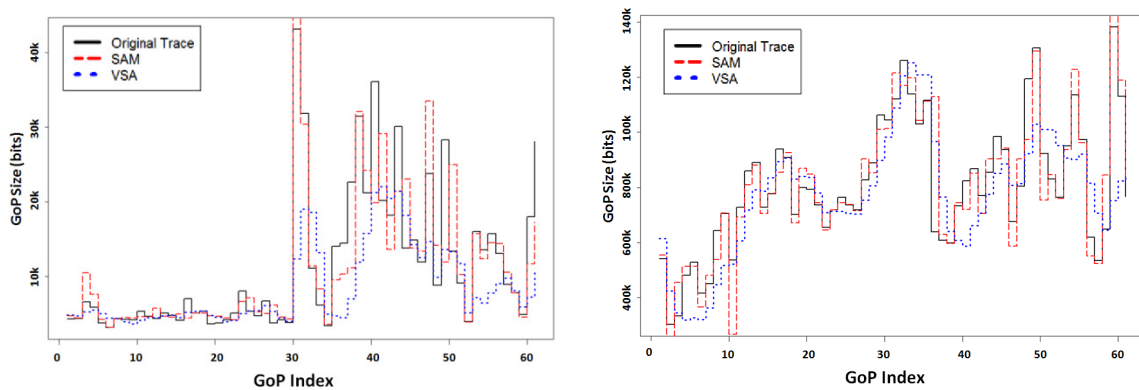 Original Trace
SAM
VSA
GoP Size (bits)
40k
30k
20k
10k
0 10 20 30 40 50 60
GoP Index
Original Trace
SAM
VSA
GoP Size (bits)
140k
120k
100k
800k
600k
400k
0 10 20 30 40 50 60
GoP Index